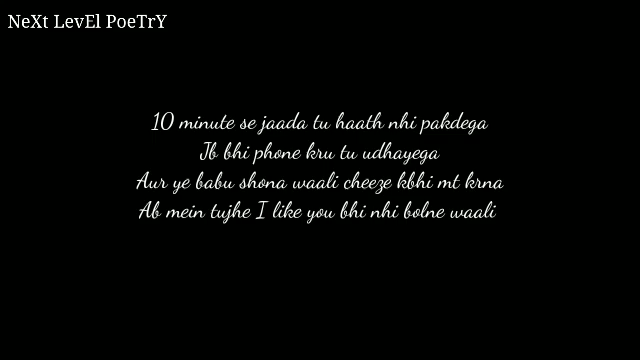 NeXt LevEl PoeTrY
10 minute se jaada tu haath nhi pakdega
Jb bhi phone kru tu udhayega
Aur ye babu shona waali cheeze kbhi mt krna
Ab mein tujhe I like you bhi nhi bolne waali